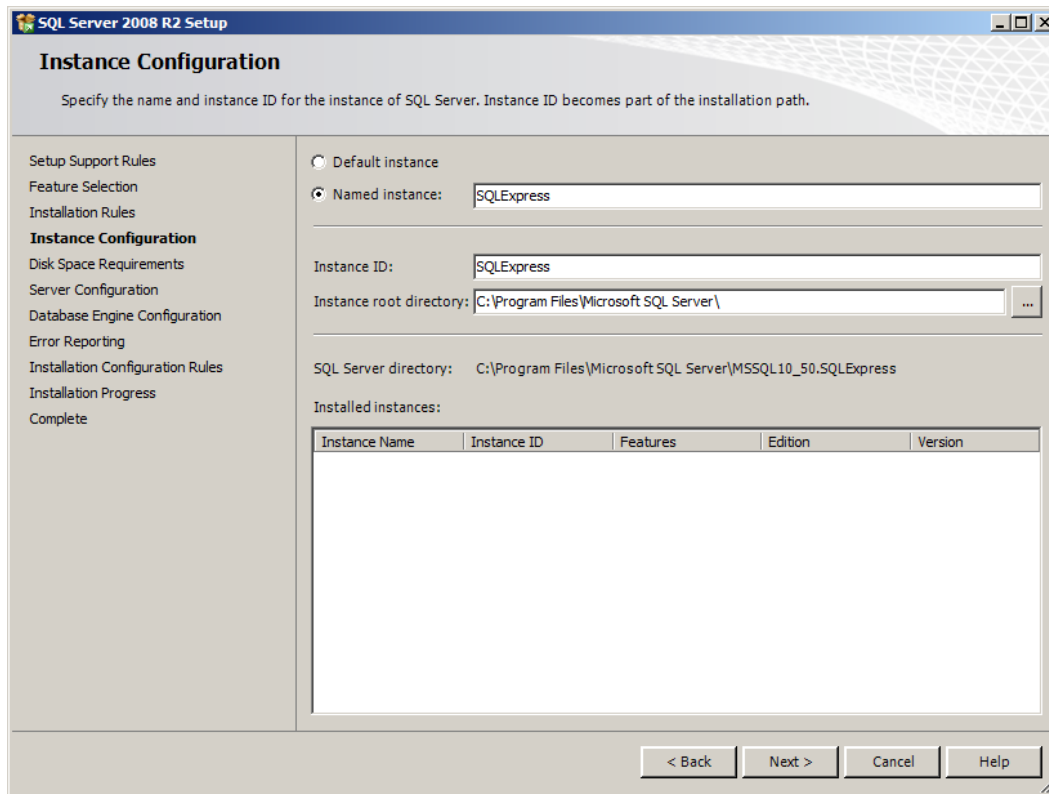 SQL Server 2008 R2 Setup
Instance Configuration
Specify the name and instance ID for the instance of SQL Server. Instance ID becomes part of the installation path.
Setup Support Rules
Feature Selection
Installation Rules
Instance Configuration
Disk Space Requirements
Server Configuration
Database Engine Configuration
Error Reporting
Installation Configuration Rules
Installation Progress
Complete
Default instance
Named instance: SQLExpress
Instance ID: SQLExpress
Instance root directory: C:\Program Files\Microsoft SQL Server\ ...
SQL Server directory: C:\Program Files\Microsoft SQL Server\MSSQL10_50.SQLExpress
Installed instances:
Instance Name Instance ID Features Edition Version
< Back Next > Cancel Help